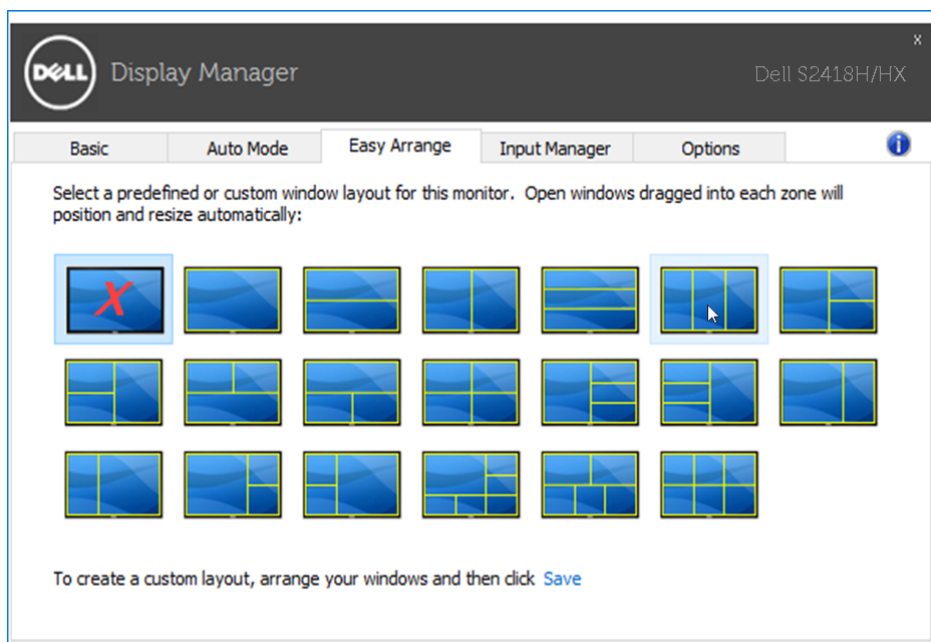 x
DELL Display Manager
Dell S2418H/HX
Basic Auto Mode Easy Arrange Input Manager Options i
Select a predefined or custom window layout for this monitor. Open windows dragged into each zone will
position and resize automatically:
X
To create a custom layout, arrange your windows and then click Save